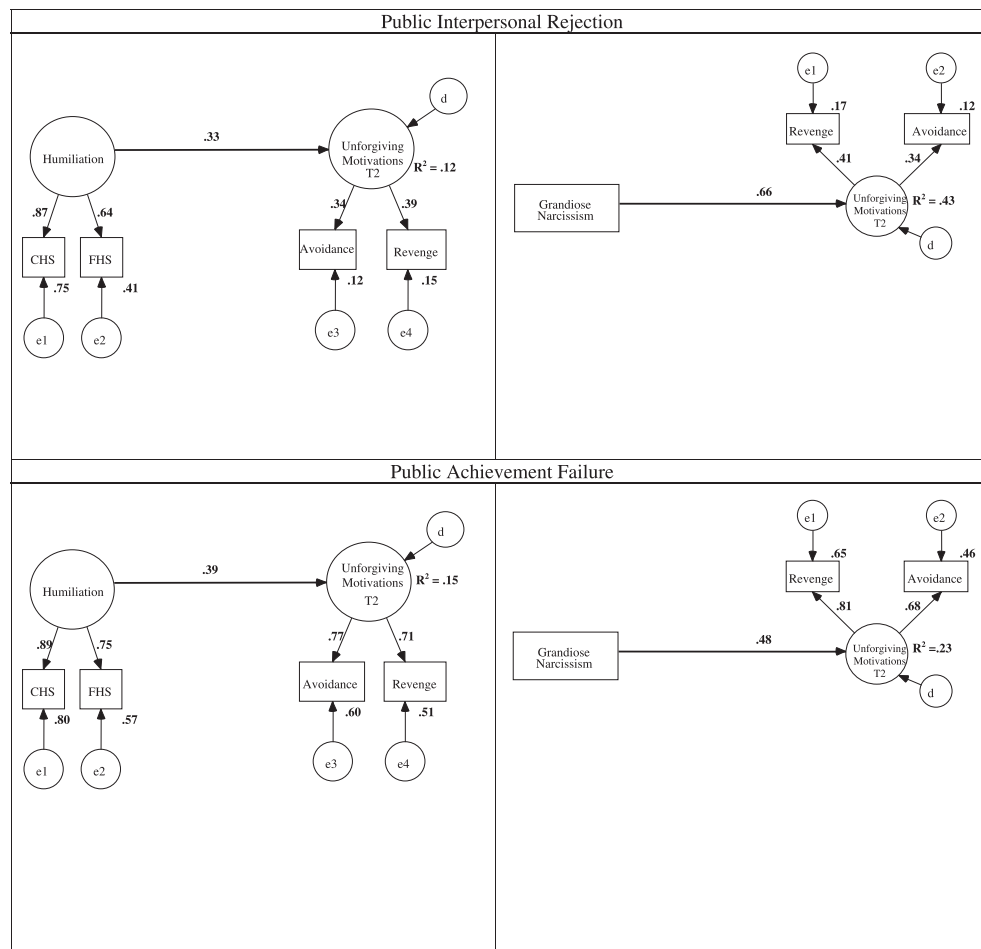 Public Interpersonal Rejection
d
.33
Humiliation
Unforgiving
Motivations
T2
R² = .12
.87
.64
.34
.39
CHS
FHS
Avoidance
Revenge
.75
.41
.12
.15
e1
e2
e3
e4
e1
e2
.17
.12
Revenge
Avoidance
.41
.34
.66
Grandiose
Narcissism
Unforgiving
Motivations
T2
R² = .43
d
Public Achievement Failure
d
.39
Humiliation
Unforgiving
Motivations
T2
R² = .15
.89
.75
.77
.71
CHS
FHS
Avoidance
Revenge
.80
.57
.60
.51
e1
e2
e3
e4
e1
e2
.65
.46
Revenge
Avoidance
.81
.68
.48
Grandiose
Narcissism
Unforgiving
Motivations
T2
R² =.23
d